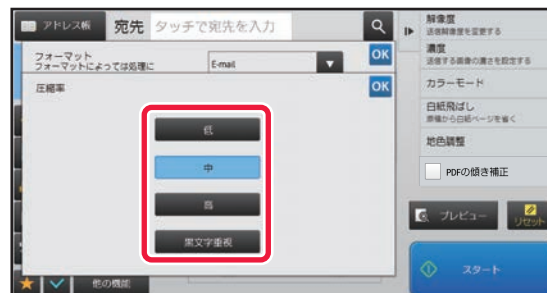 アドレス帳
宛先
タッチで宛先を入力
フォーマット
フォーマットによっては処理に
E-mail
OK
圧縮率
OK
低
中
高
黒文字重視
他の機能
解像度
送信解像度を変更する
濃度
送信する画像の濃さを設定する
カラーモード
白紙飛ばし
原稿から白紙ページを省く
地色調整
PDFの傾き補正
プレビュー
リセット
スタート